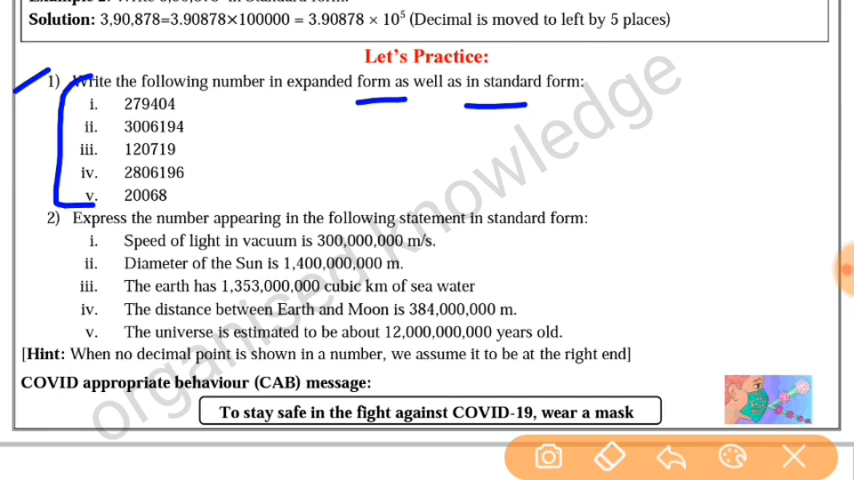 Solution: 3,90,878=3.90878×100000 = 3.90878 × 10⁵ (Decimal is moved to left by 5 places)
Let's Practice:
1) Write the following number in expanded form as well as in standard form:
i. 279404
ii. 3006194
iii. 120719
iv. 2806196
v. 20068
2) Express the number appearing in the following statement in standard form:
i. Speed of light in vacuum is 300,000,000 m/s.
ii. Diameter of the Sun is 1,400,000,000 m.
iii. The earth has 1,353,000,000 cubic km of sea water
iv. The distance between Earth and Moon is 384,000,000 m.
v. The universe is estimated to be about 12,000,000,000 years old.
[Hint: When no decimal point is shown in a number, we assume it to be at the right end]
COVID appropriate behaviour (CAB) message:
To stay safe in the fight against COVID-19, wear a mask
organised knowledge